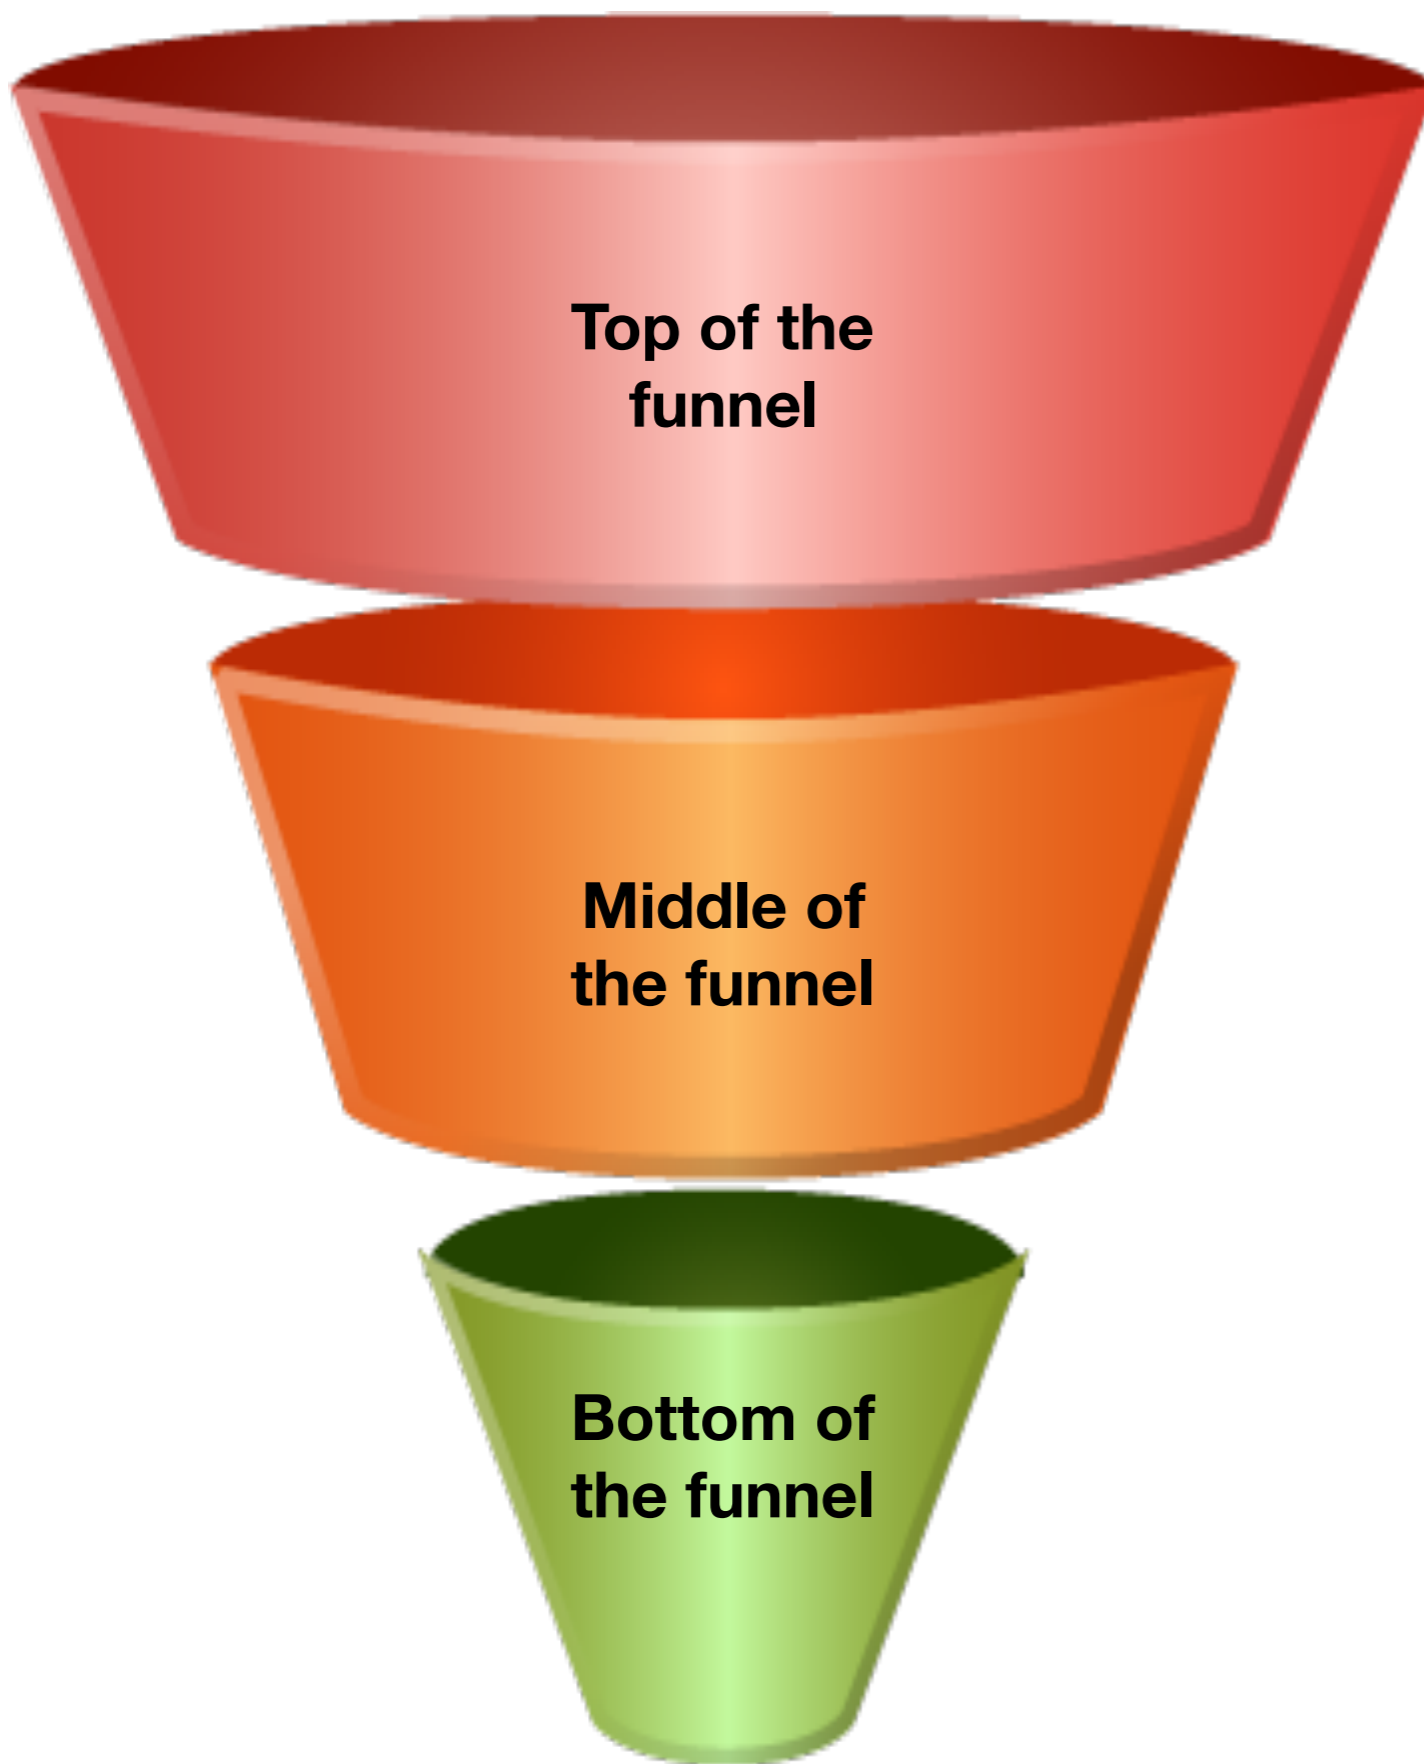 Top of the
funnel
Middle of
the funnel
Bottom of
the funnel